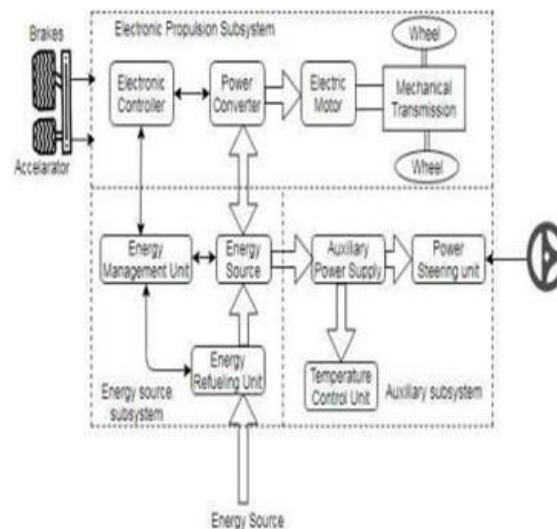 Brakes
Accelarator
Electronic Propulsion Subsystem
Electronic
Controller
Power
Converter
Electric
Motor
Mechanical
Transmission
Wheel
Wheel
Energy
Management Unit
Energy
Source
Auxiliary
Power Supply
Power
Steering unit
Energy
Refueling Unit
Temperature
Control Unit
Energy source
subsystem
Auxiliary subsystem
Energy Source